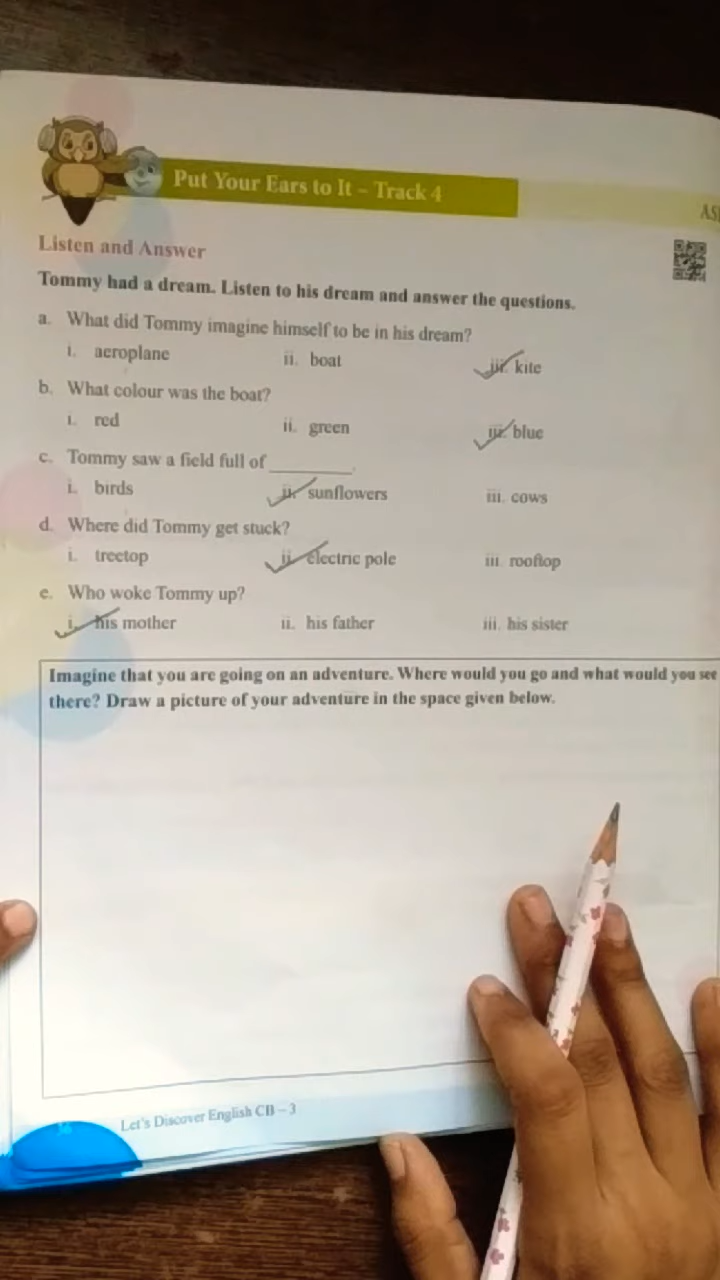 Put Your Ears to It – Track 4
Listen and Answer
Tommy had a dream. Listen to his dream and answer the questions.
a. What did Tommy imagine himself to be in his dream?
i. aeroplane ii. boat iii. kite
b. What colour was the boat?
i. red ii. green iii. blue
c. Tommy saw a field full of ________.
i. birds ii. sunflowers iii. cows
d. Where did Tommy get stuck?
i. treetop ii. electric pole iii. rooftop
e. Who woke Tommy up?
i. his mother ii. his father iii. his sister
Imagine that you are going on an adventure. Where would you go and what would you see
there? Draw a picture of your adventure in the space given below.
Let's Discover English CB – 3